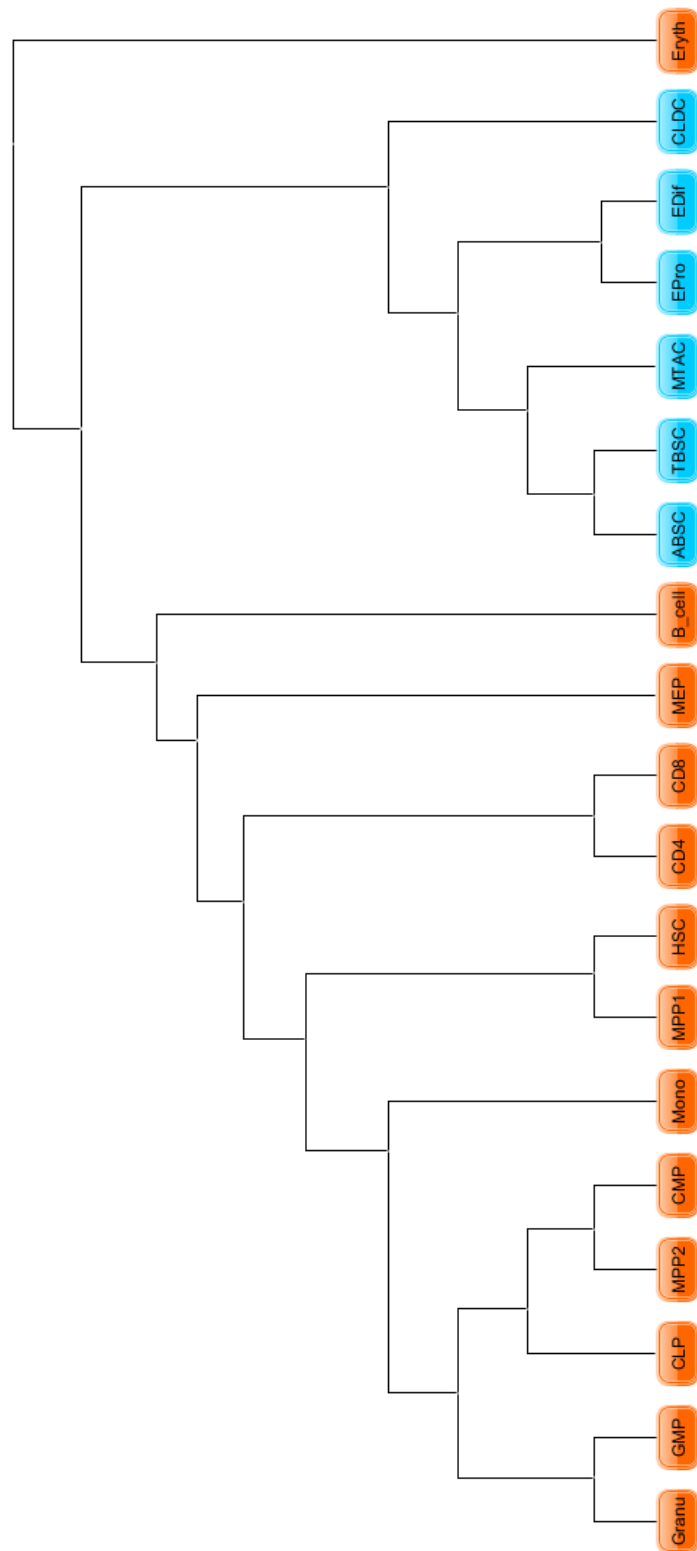 Eryth
CLDC
EDif
EPro
MTAC
TBSC
ABSC
B_cell
MEP
CD8
CD4
HSC
MPP1
Mono
CMP
MPP2
CLP
GMP
Granu